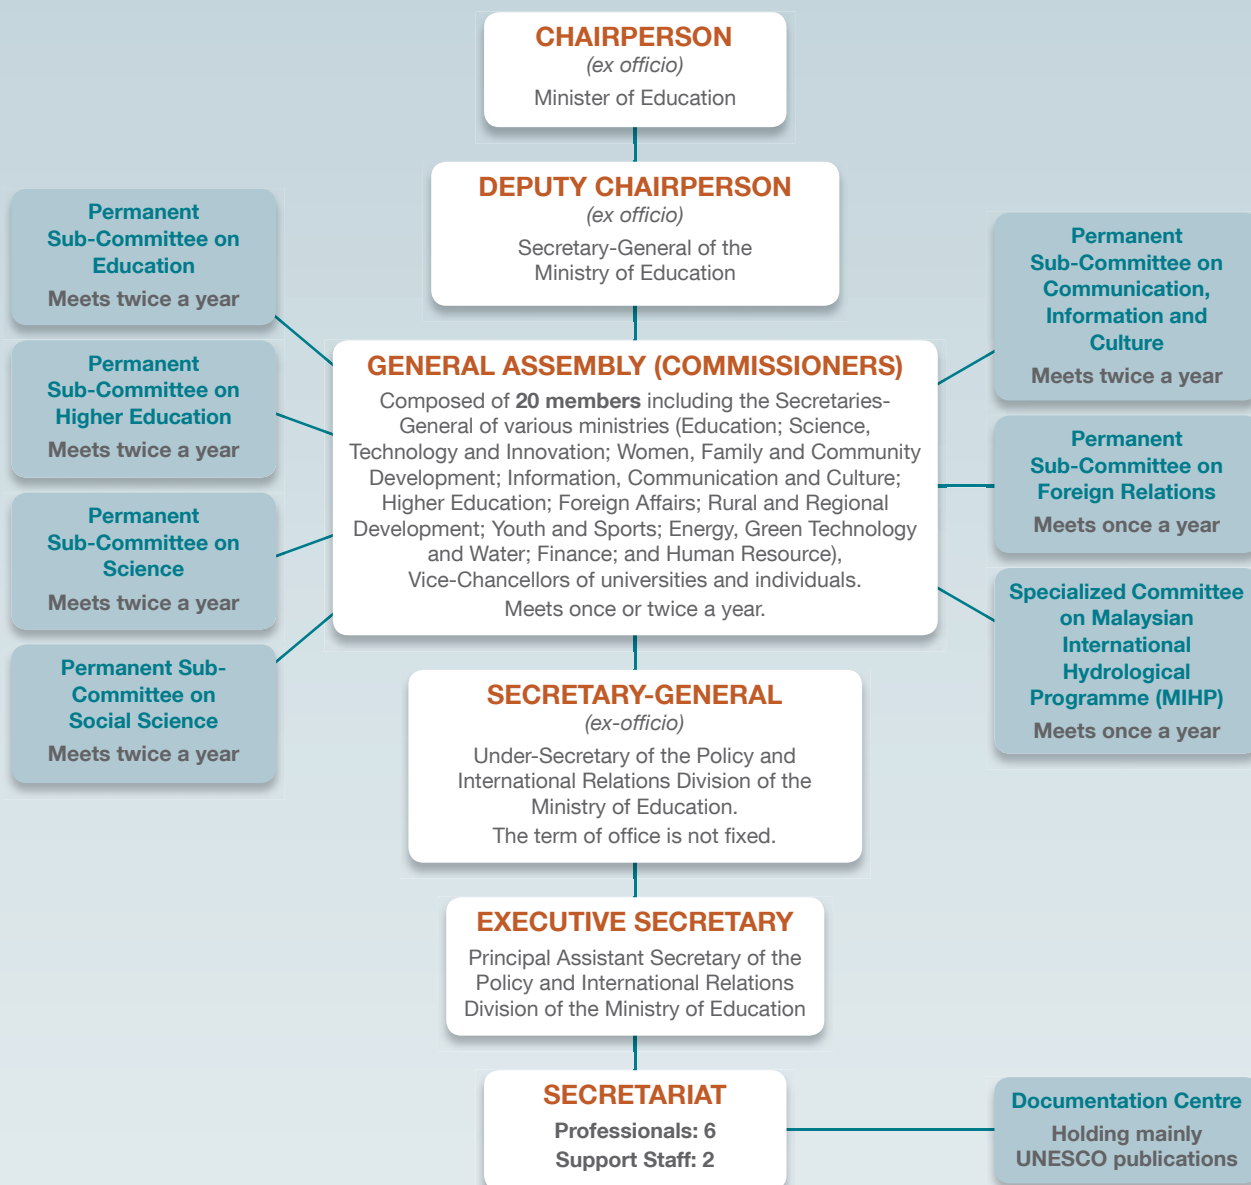 CHAIRPERSON
(ex officio)
Minister of Education
DEPUTY CHAIRPERSON
(ex officio)
Secretary-General of the
Ministry of Education
Permanent
Sub-Committee on
Education
Meets twice a year
Permanent
Sub-Committee on
Higher Education
Meets twice a year
Permanent
Sub-Committee on
Science
Meets twice a year
Permanent Sub-
Committee on
Social Science
Meets twice a year
GENERAL ASSEMBLY (COMMISSIONERS)
Composed of 20 members including the Secretaries-
General of various ministries (Education; Science,
Technology and Innovation; Women, Family and Community
Development; Information, Communication and Culture;
Higher Education; Foreign Affairs; Rural and Regional
Development; Youth and Sports; Energy, Green Technology
and Water; Finance; and Human Resource),
Vice-Chancellors of universities and individuals.
Meets once or twice a year.
Permanent
Sub-Committee on
Communication,
Information and
Culture
Meets twice a year
Permanent
Sub-Committee on
Foreign Relations
Meets once a year
Specialized Committee
on Malaysian
International
Hydrological
Programme (MIHP)
Meets once a year
SECRETARY-GENERAL
(ex-officio)
Under-Secretary of the Policy and
International Relations Division of the
Ministry of Education.
The term of office is not fixed.
EXECUTIVE SECRETARY
Principal Assistant Secretary of the
Policy and International Relations
Division of the Ministry of Education
SECRETARIAT
Professionals: 6
Support Staff: 2
Documentation Centre
Holding mainly
UNESCO publications